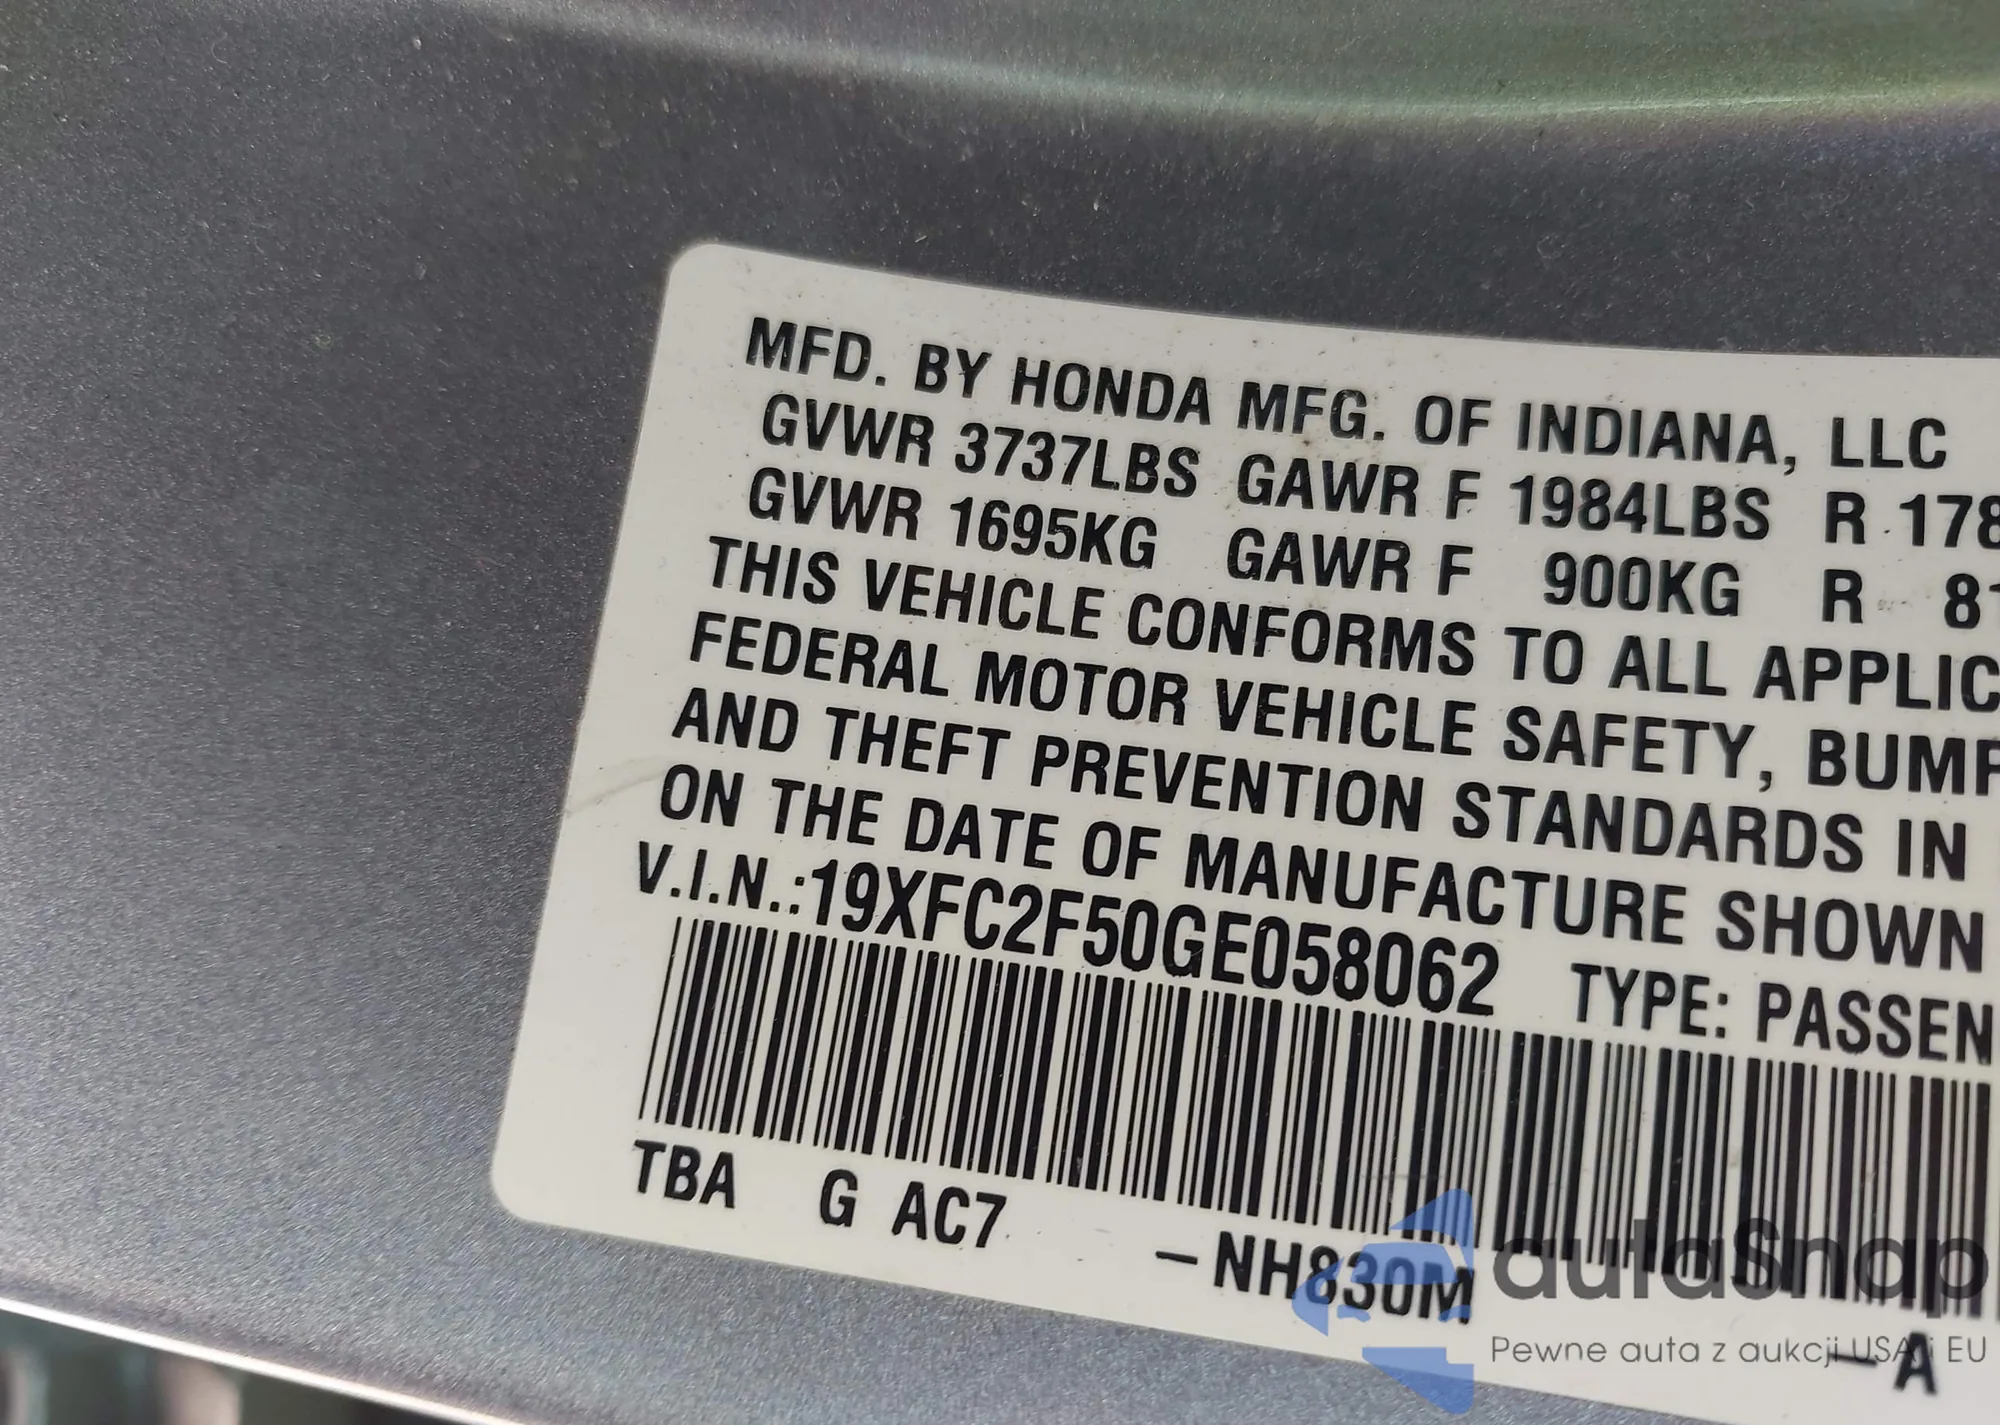 MFD. BY HONDA MFG. OF INDIANA, LLC
GVWR 3737LBS GAWR F 1984LBS R 178
GVWR 1695KG GAWR F 900KG R 81
THIS VEHICLE CONFORMS TO ALL APPLIC
FEDERAL MOTOR VEHICLE SAFETY, BUMP
AND THEFT PREVENTION STANDARDS IN
ON THE DATE OF MANUFACTURE SHOWN
V.I.N.:19XFC2F50GE058062 TYPE: PASSEN
TBA G AC7 -NH830M -A
autaSnap
Pewne auta z aukcji USA i EU